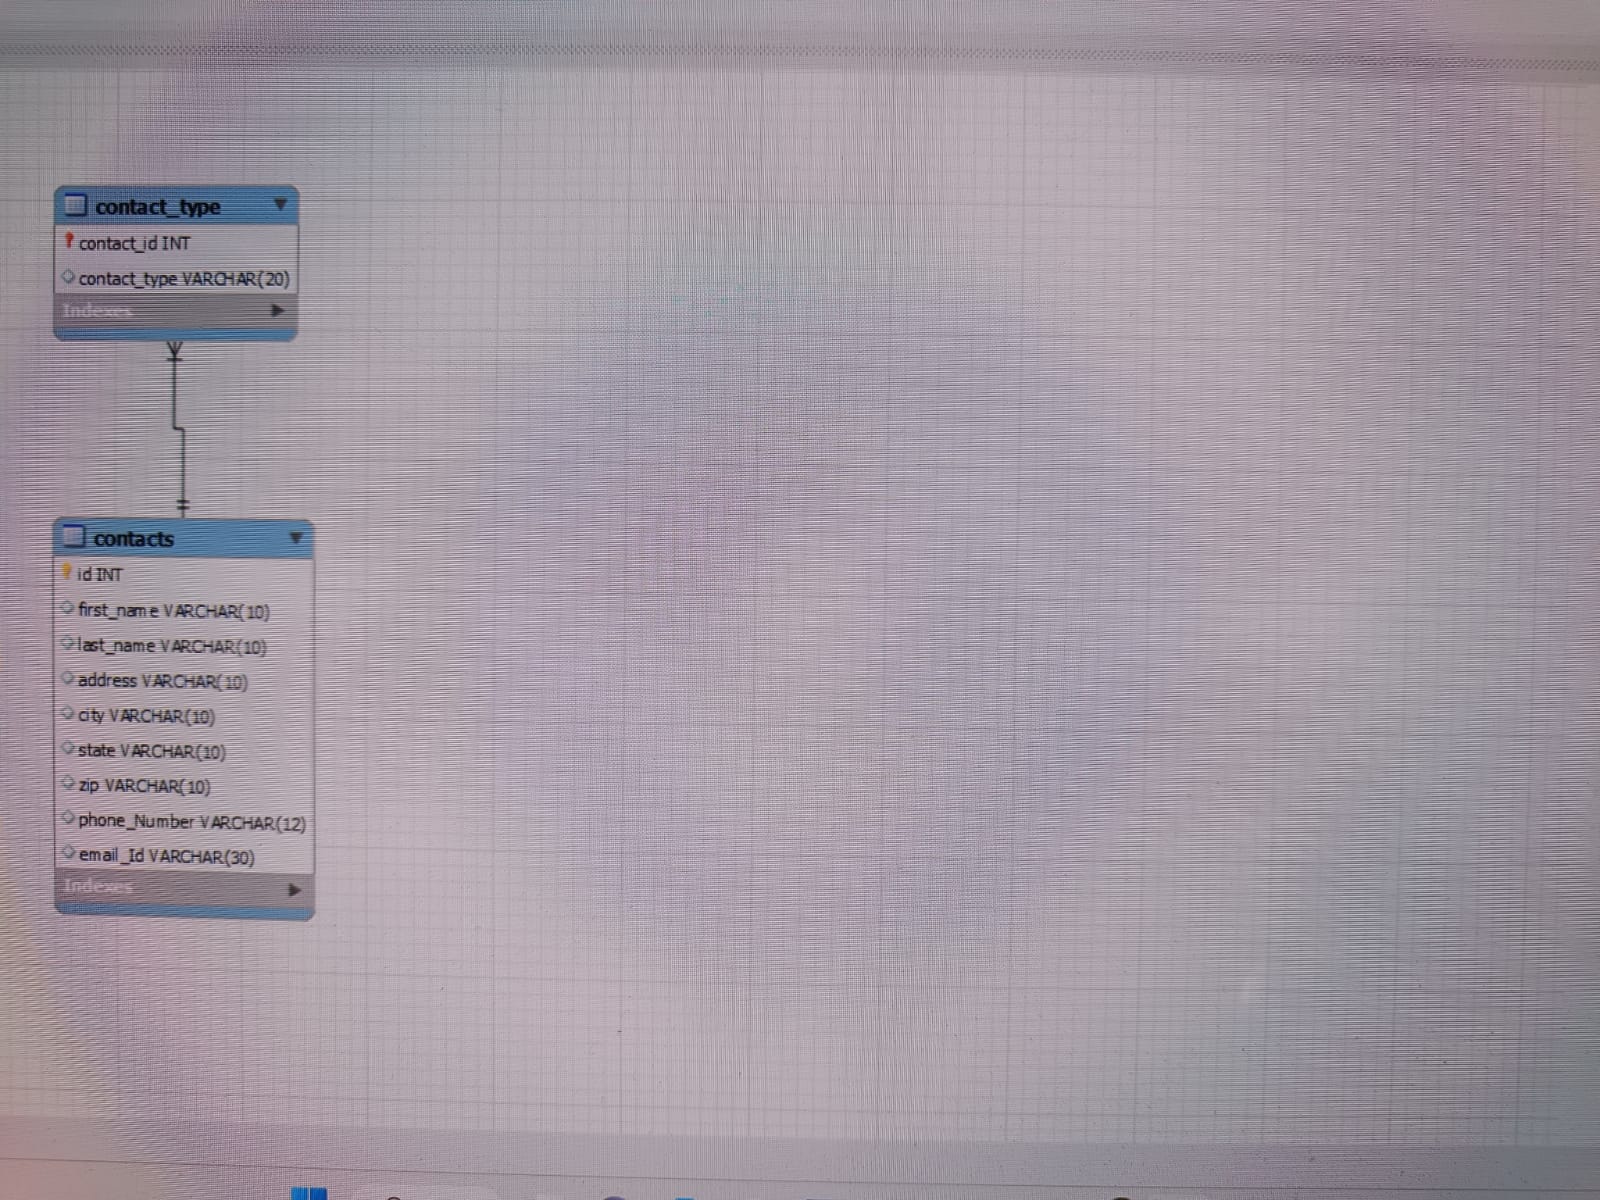 contact_type
contact_id INT
contact_type VARCHAR(20)
Indexes
contacts
id INT
first_name VARCHAR(10)
last_name VARCHAR(10)
address VARCHAR(10)
city VARCHAR(10)
state VARCHAR(10)
zip VARCHAR(10)
phone_Number VARCHAR(12)
email_Id VARCHAR(30)
Indexes